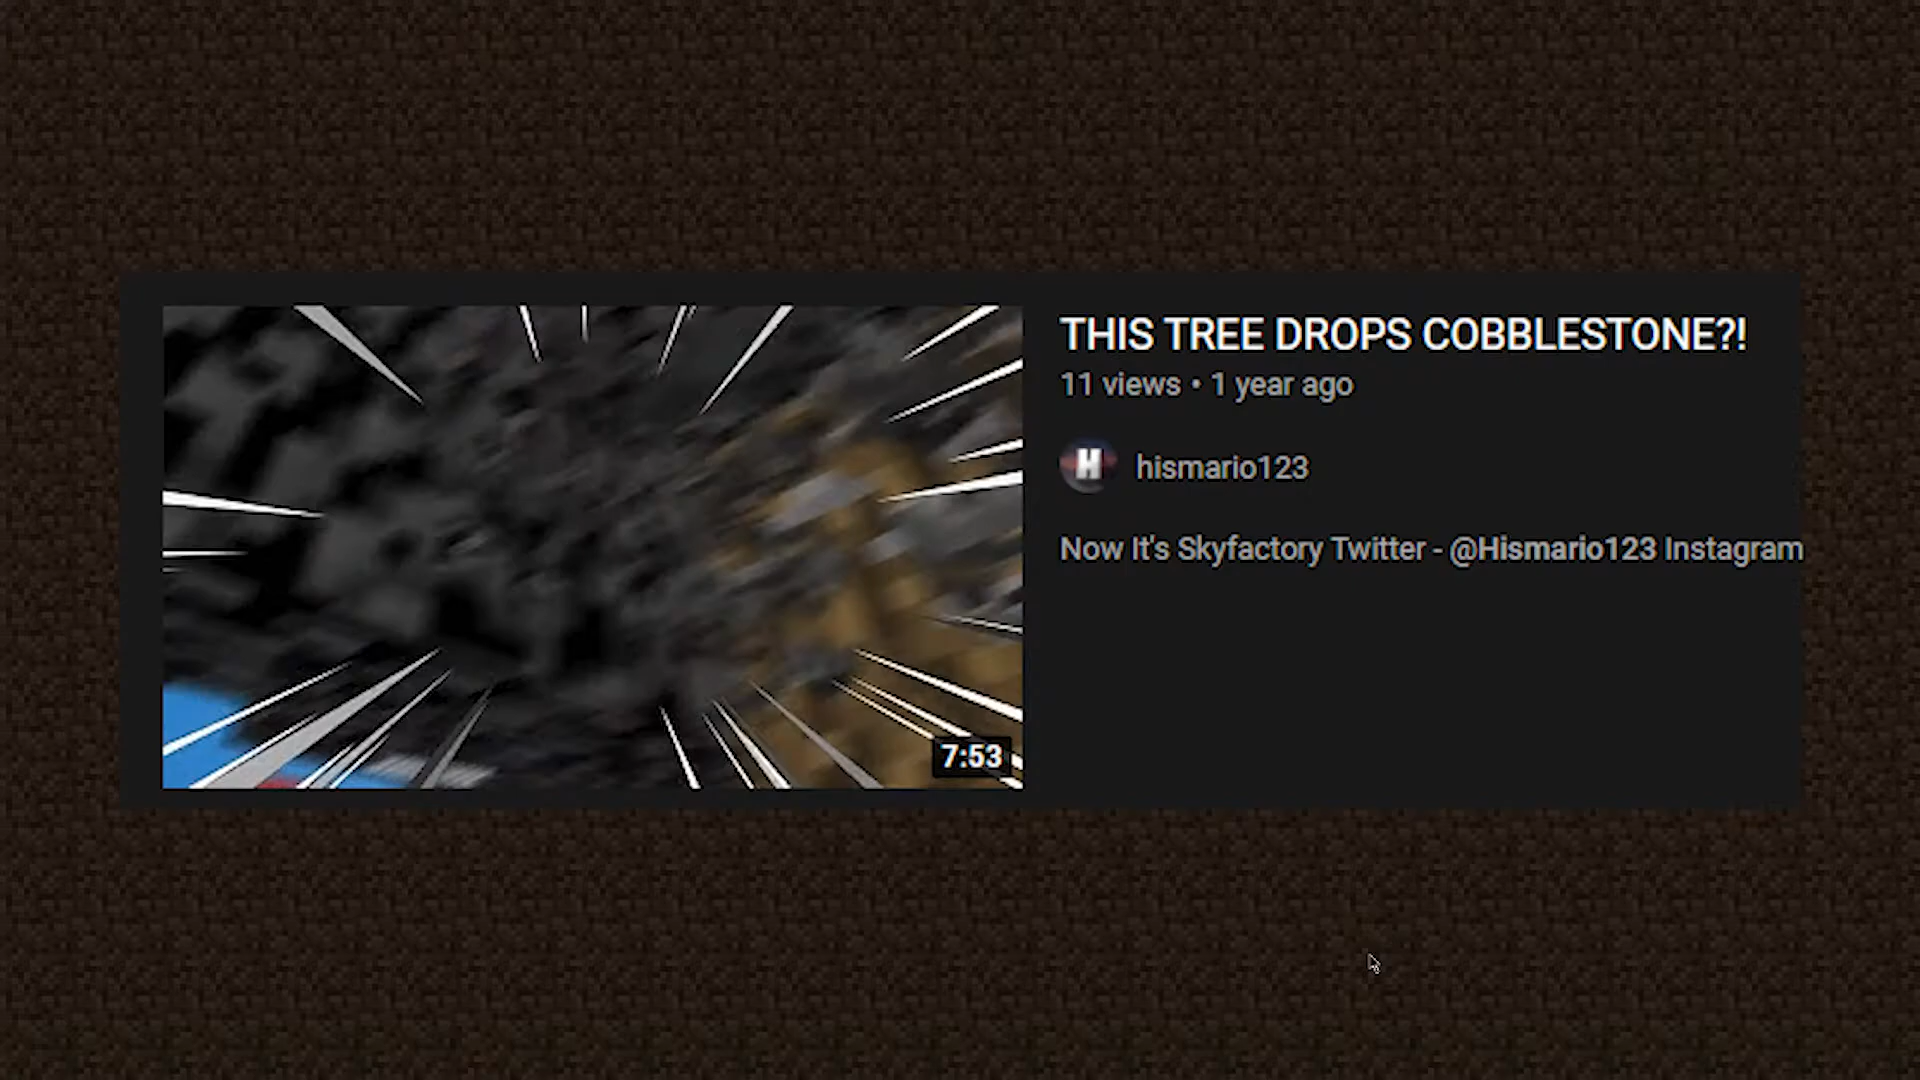 THIS TREE DROPS COBBLESTONE?!
11 views • 1 year ago
H
hismario123
Now It's Skyfactory Twitter - @Hismario123 Instagram
7:53